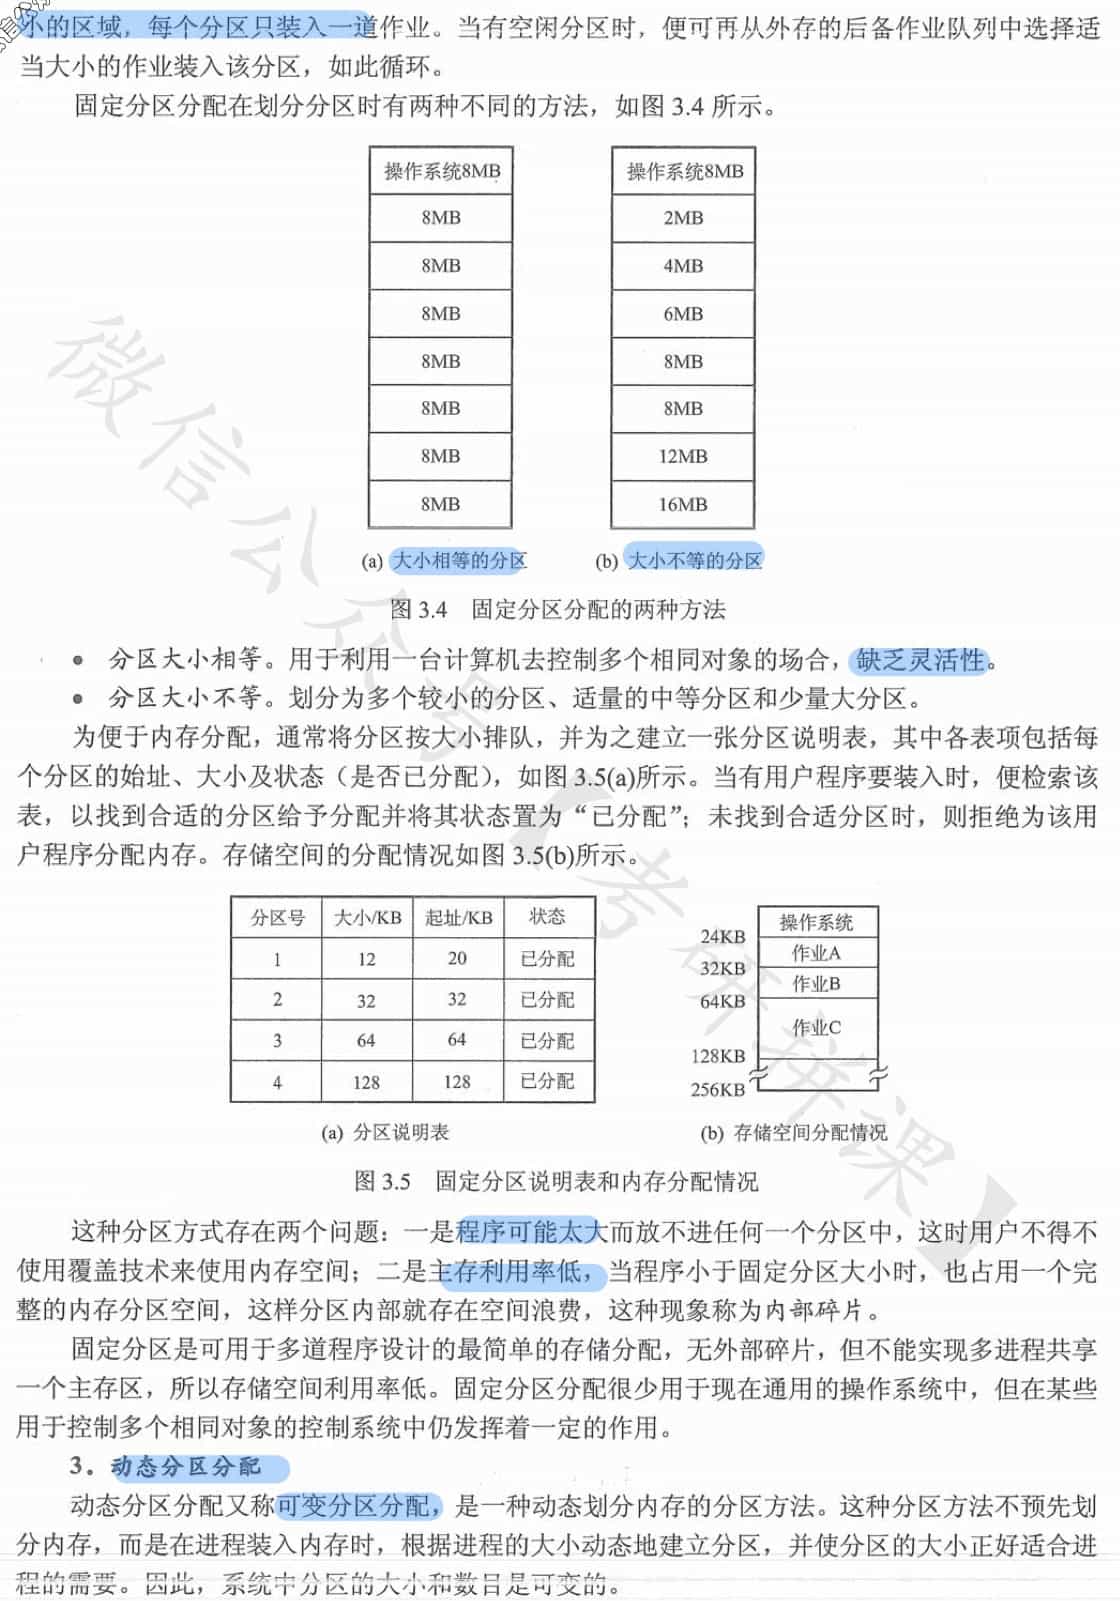 小的区域，每个分区只装入一道作业。当有空闲分区时，便可再从外存的后备作业队列中选择适
当大小的作业装入该分区，如此循环。
固定分区分配在划分分区时有两种不同的方法，如图 3.4 所示。
操作系统8MB
8MB
8MB
8MB
8MB
8MB
8MB
8MB
(a) 大小相等的分区
操作系统8MB
2MB
4MB
6MB
8MB
8MB
12MB
16MB
(b) 大小不等的分区
图 3.4 固定分区分配的两种方法
• 分区大小相等。用于利用一台计算机去控制多个相同对象的场合，缺乏灵活性。
• 分区大小不等。划分为多个较小的分区、适量的中等分区和少量大分区。
为便于内存分配，通常将分区按大小排队，并为之建立一张分区说明表，其中各表项包括每
个分区的始址、大小及状态（是否已分配），如图 3.5(a)所示。当有用户程序要装入时，便检索该
表，以找到合适的分区给予分配并将其状态置为“已分配”；未找到合适分区时，则拒绝为该用
户程序分配内存。存储空间的分配情况如图 3.5(b)所示。
分区号 大小/KB 起址/KB 状态
1 12 20 已分配
2 32 32 已分配
3 64 64 已分配
4 128 128 已分配
(a) 分区说明表
操作系统
24KB
作业A
32KB
作业B
64KB
作业C
128KB
256KB
(b) 存储空间分配情况
图 3.5 固定分区说明表和内存分配情况
这种分区方式存在两个问题：一是程序可能太大而放不进任何一个分区中，这时用户不得不
使用覆盖技术来使用内存空间；二是主存利用率低，当程序小于固定分区大小时，也占用一个完
整的内存分区空间，这样分区内部就存在空间浪费，这种现象称为内部碎片。
固定分区是可用于多道程序设计的最简单的存储分配，无外部碎片，但不能实现多进程共享
一个主存区，所以存储空间利用率低。固定分区分配很少用于现在通用的操作系统中，但在某些
用于控制多个相同对象的控制系统中仍发挥着一定的作用。
3. 动态分区分配
动态分区分配又称可变分区分配，是一种动态划分内存的分区方法。这种分区方法不预先划
分内存，而是在进程装入内存时，根据进程的大小动态地建立分区，并使分区的大小正好适合进
程的需要。因此，系统中分区的大小和数目是可变的。
微信公众号【考研拼课】